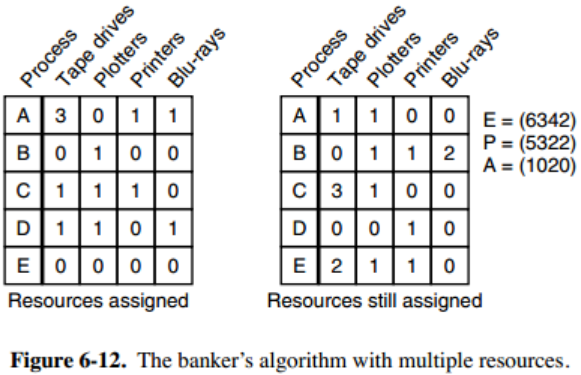 Process Tape drives Plotters Printers Blu-rays
A 3 0 1 1
B 0 1 0 0
C 1 1 1 0
D 1 1 0 1
E 0 0 0 0
Resources assigned
Process Tape drives Plotters Printers Blu-rays
A 1 1 0 0
B 0 1 1 2
C 3 1 0 0
D 0 0 1 0
E 2 1 1 0
Resources still assigned
E = (6342)
P = (5322)
A = (1020)
Figure 6-12. The banker's algorithm with multiple resources.